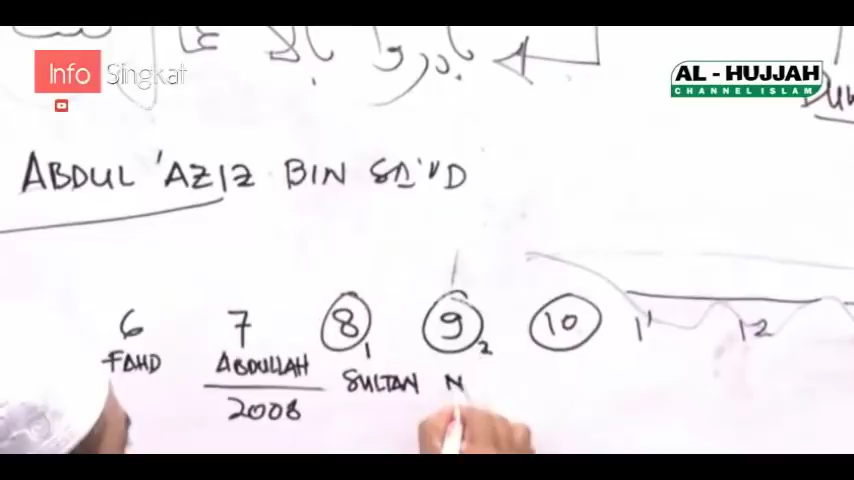 Info Singkat
AL - HUJJAH
CHANNEL ISLAM
ABDUL 'AZIZ BIN SA'UD
6 7 8 9 10 11 12
1 2
FAHD ABDULLAH SULTAN N
2008